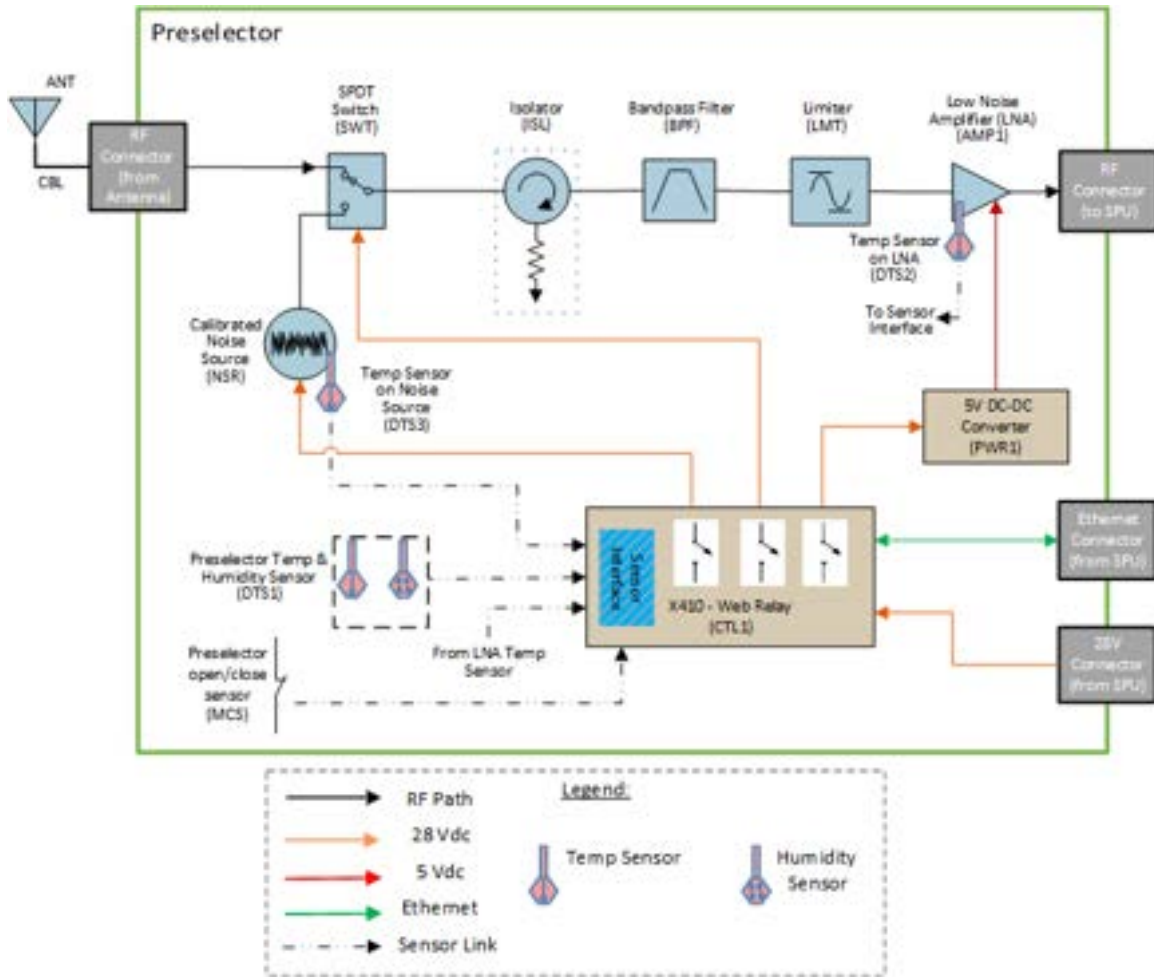 Preselector
ANT
CBL
RF
Connector
(from
Antenna)
SPDT
Switch
(SWT)
Isolator
(ISL)
Bandpass Filter
(BPF)
Limiter
(LMT)
Low Noise
Amplifier (LNA)
(AMP1)
RF
Connector
(to SPU)
Temp Sensor
on LNA
(DTS2)
To Sensor
Interface
Calibrated
Noise
Source
(NSR)
Temp Sensor
on Noise
Source
(DTS3)
5V DC-DC
Converter
(PWR1)
Ethernet
Connector
(from SPU)
Sensor
Interface
X410 - Web Relay
(CTL1)
Preselector Temp &
Humidity Sensor
(DTS1)
From LNA Temp
Sensor
28V
Connector
(from SPU)
Preselector
open/close
sensor
(MCS)
Legend:
RF Path
28 Vdc
5 Vdc
Ethernet
Sensor Link
Temp Sensor
Humidity
Sensor